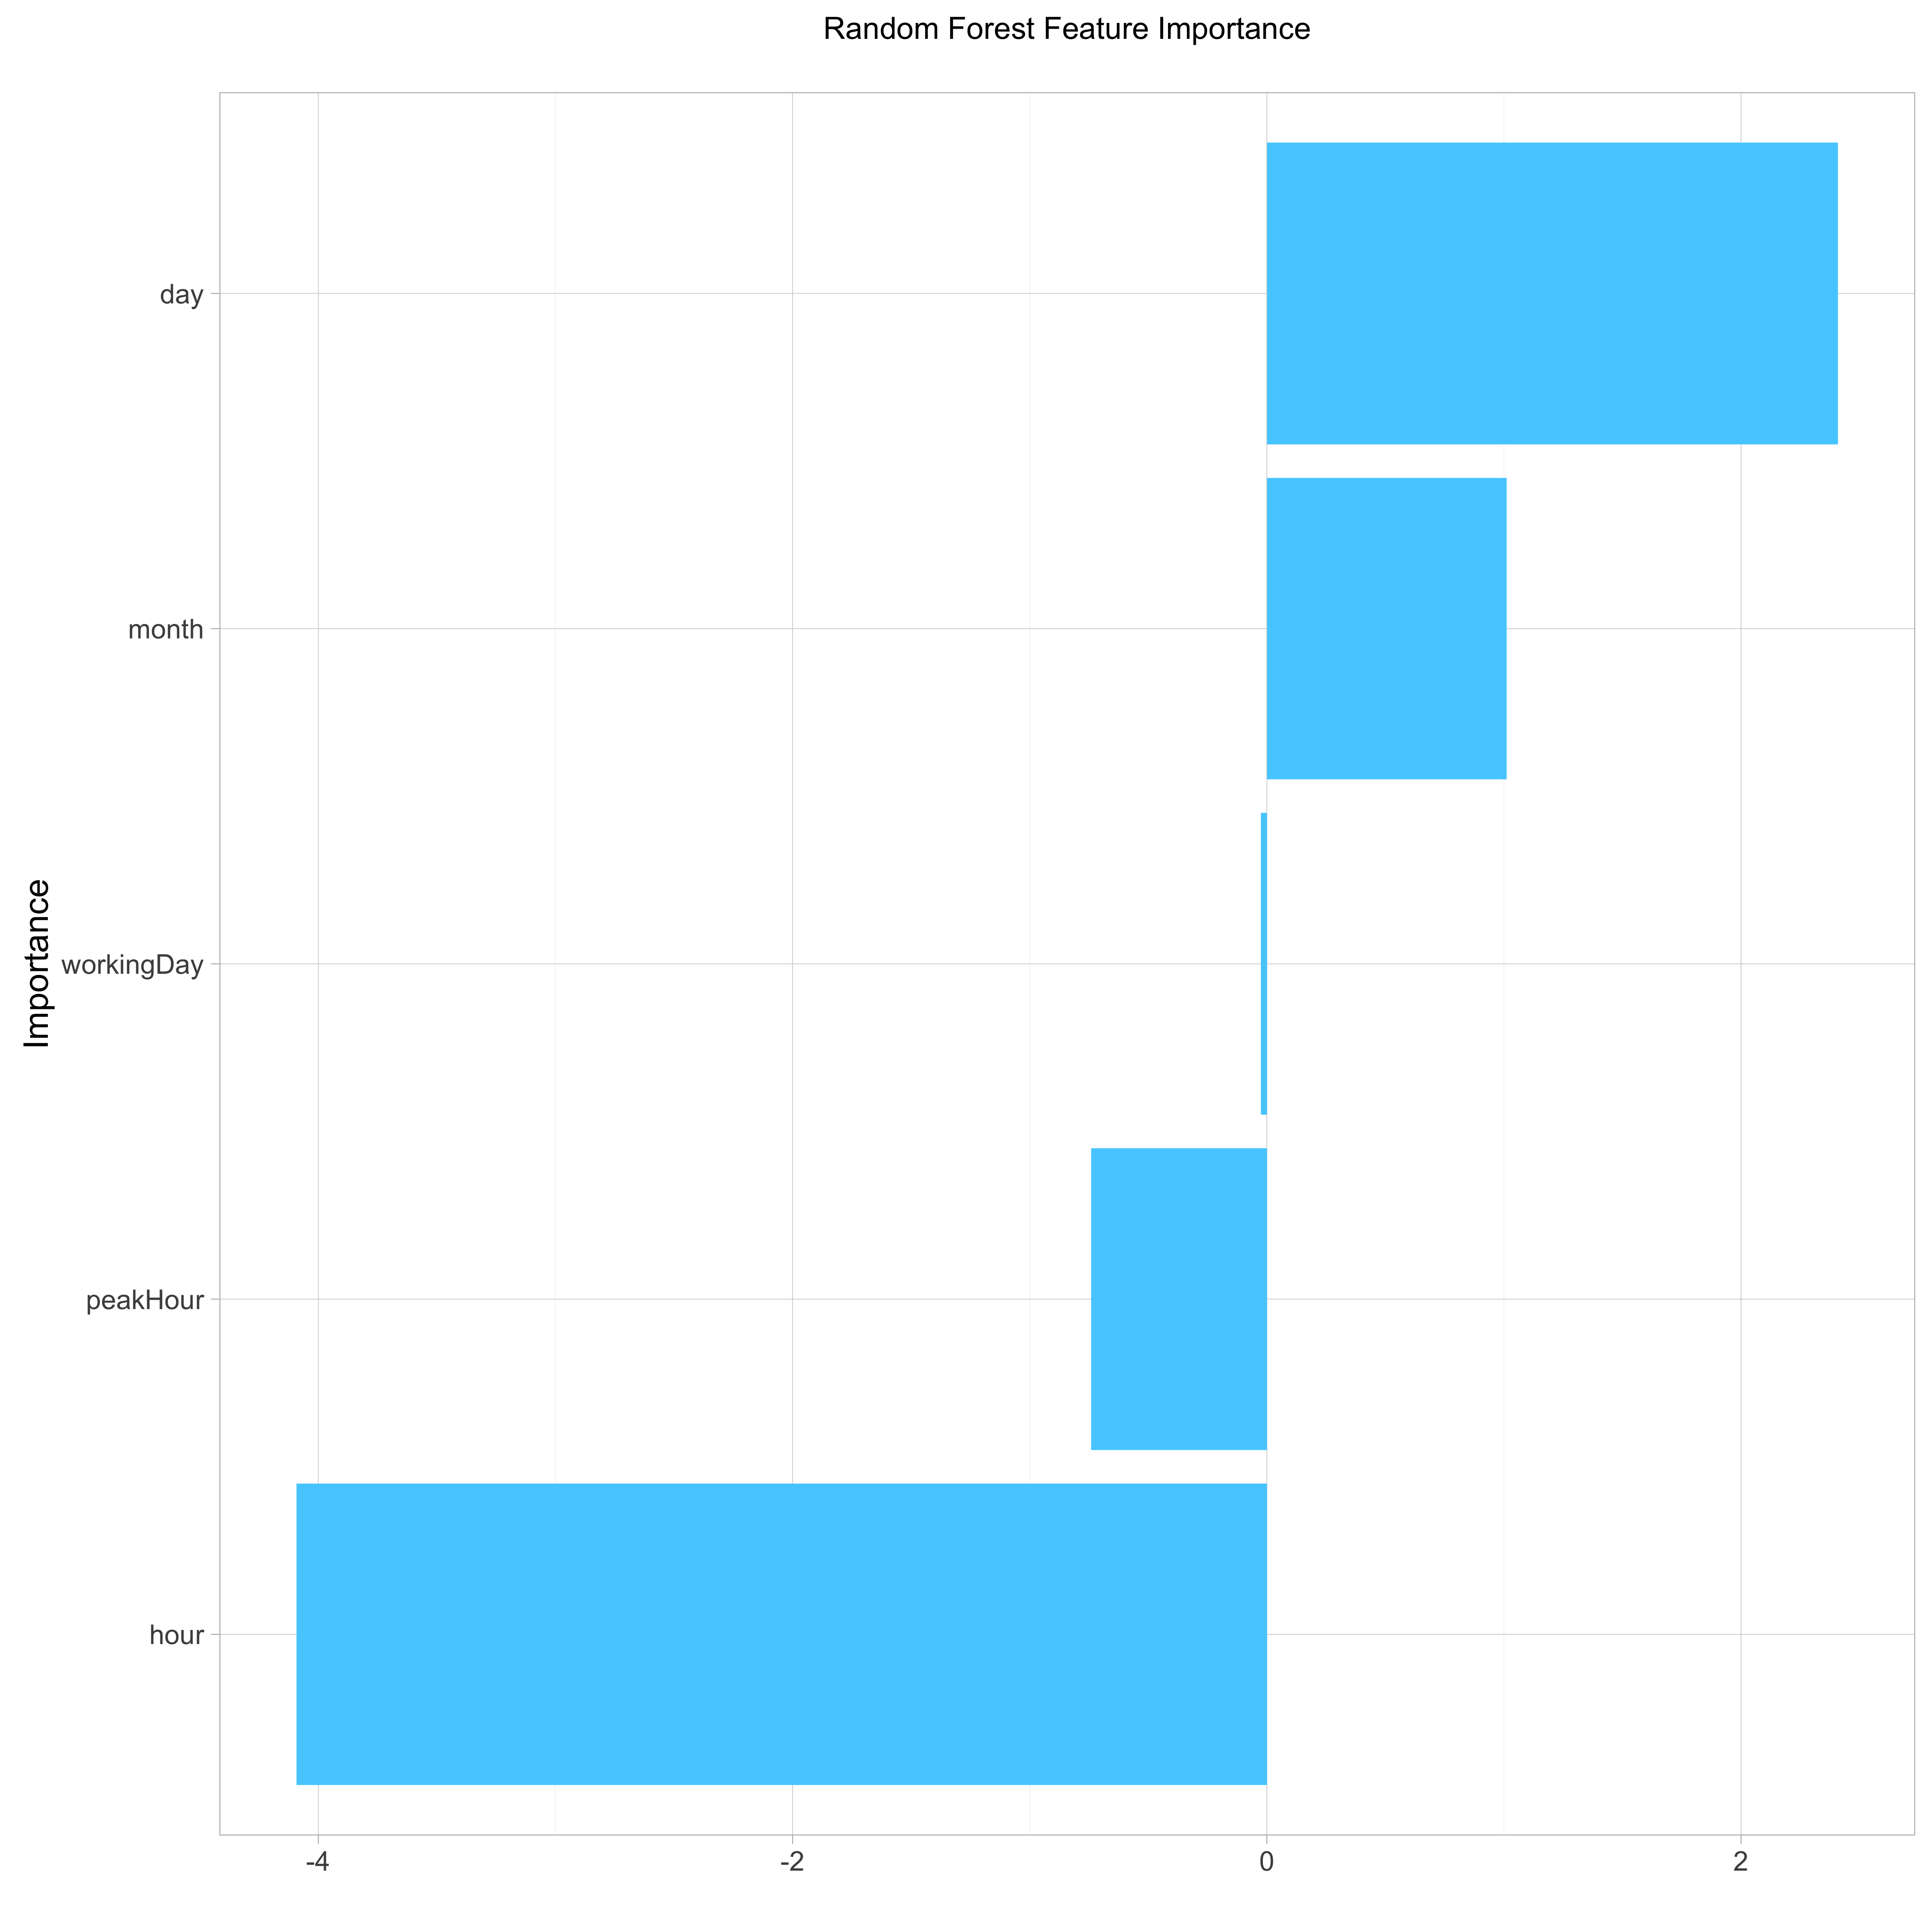 Random Forest Feature Importance
day
month
workingDay
peakHour
hour
Importance
-4 -2 0 2